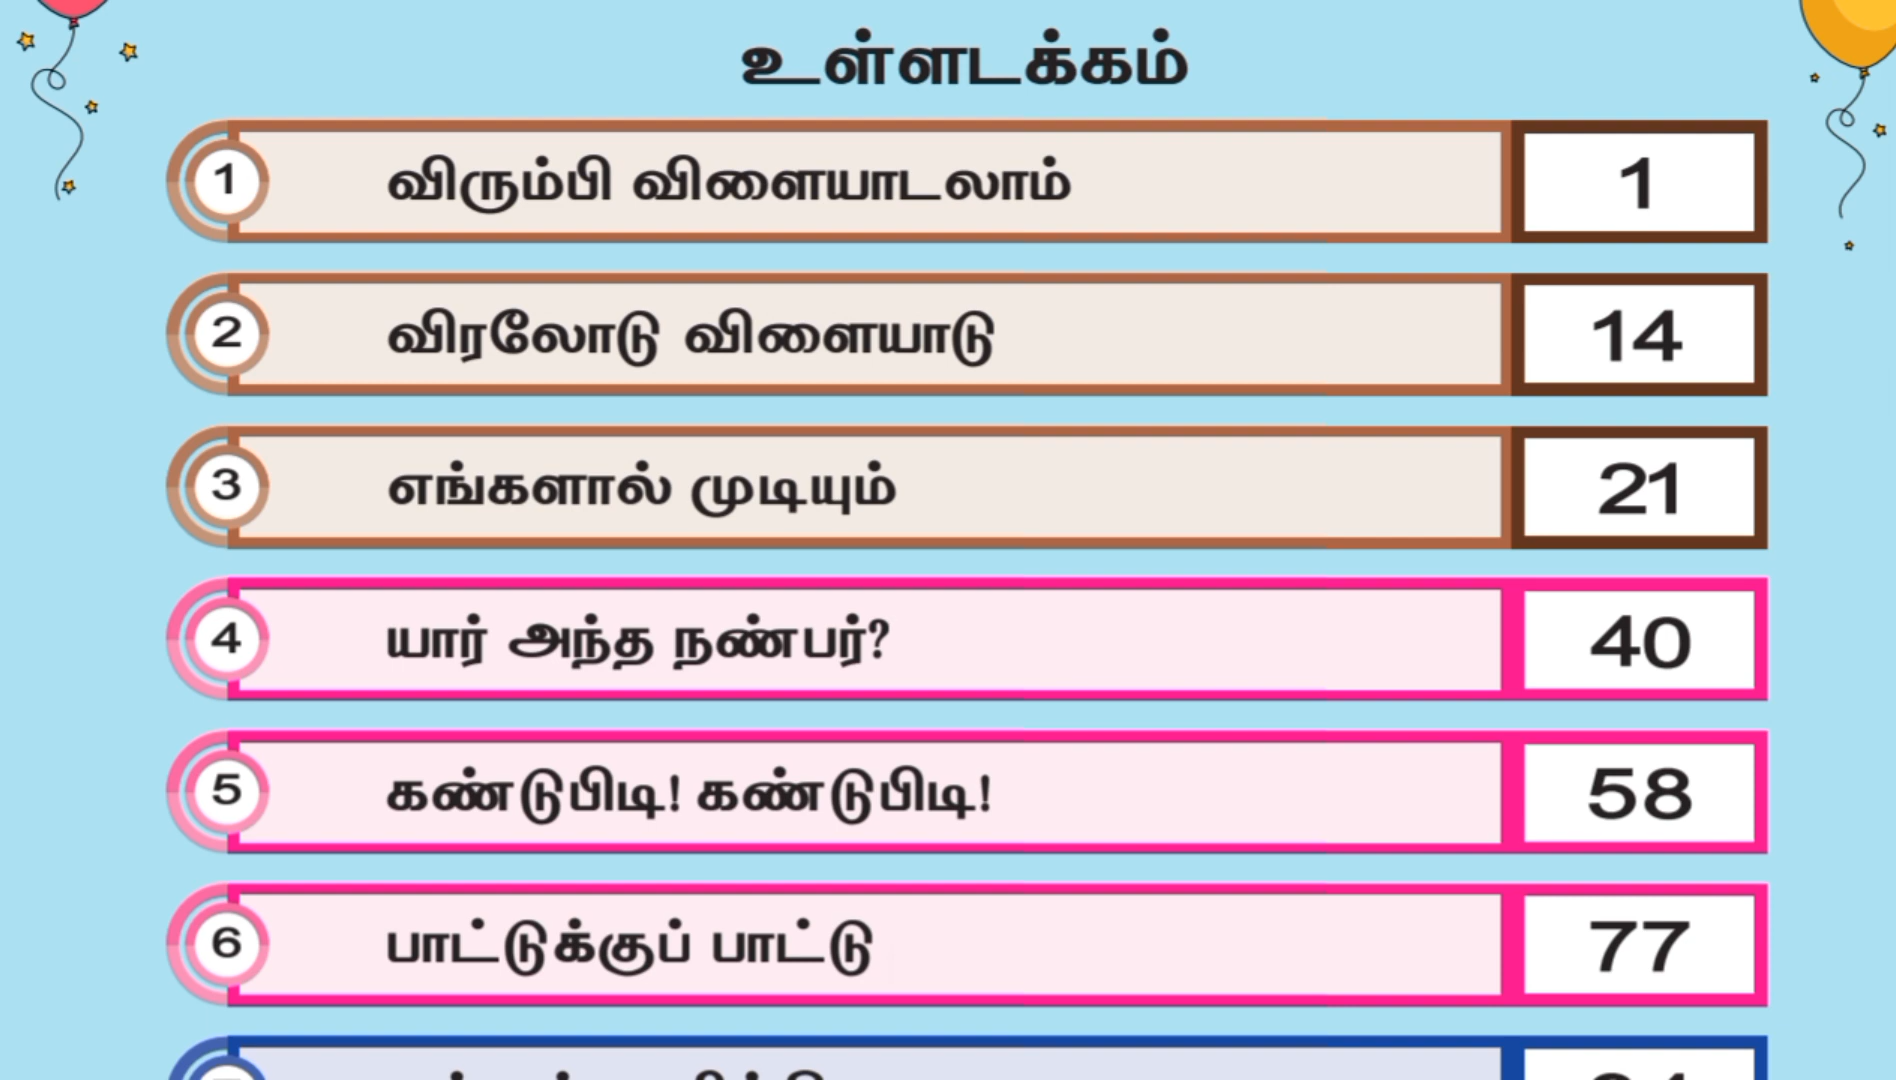 உள்ளடக்கம்
1 விரும்பி விளையாடலாம் 1
2 விரலோடு விளையாடு 14
3 எங்களால் முடியும் 21
4 யார் அந்த நண்பர்? 40
5 கண்டுபிடி! கண்டுபிடி! 58
6 பாட்டுக்குப் பாட்டு 77